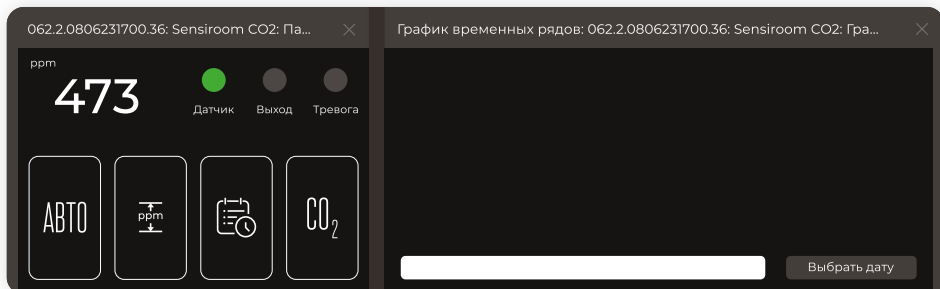 062.2.0806231700.36: Sensiroom CO2: Па...
ppm
473
Датчик Выход Тревога
АВТО
ppm
CO2
График временных рядов: 062.2.0806231700.36: Sensiroom CO2: Гра...
Выбрать дату